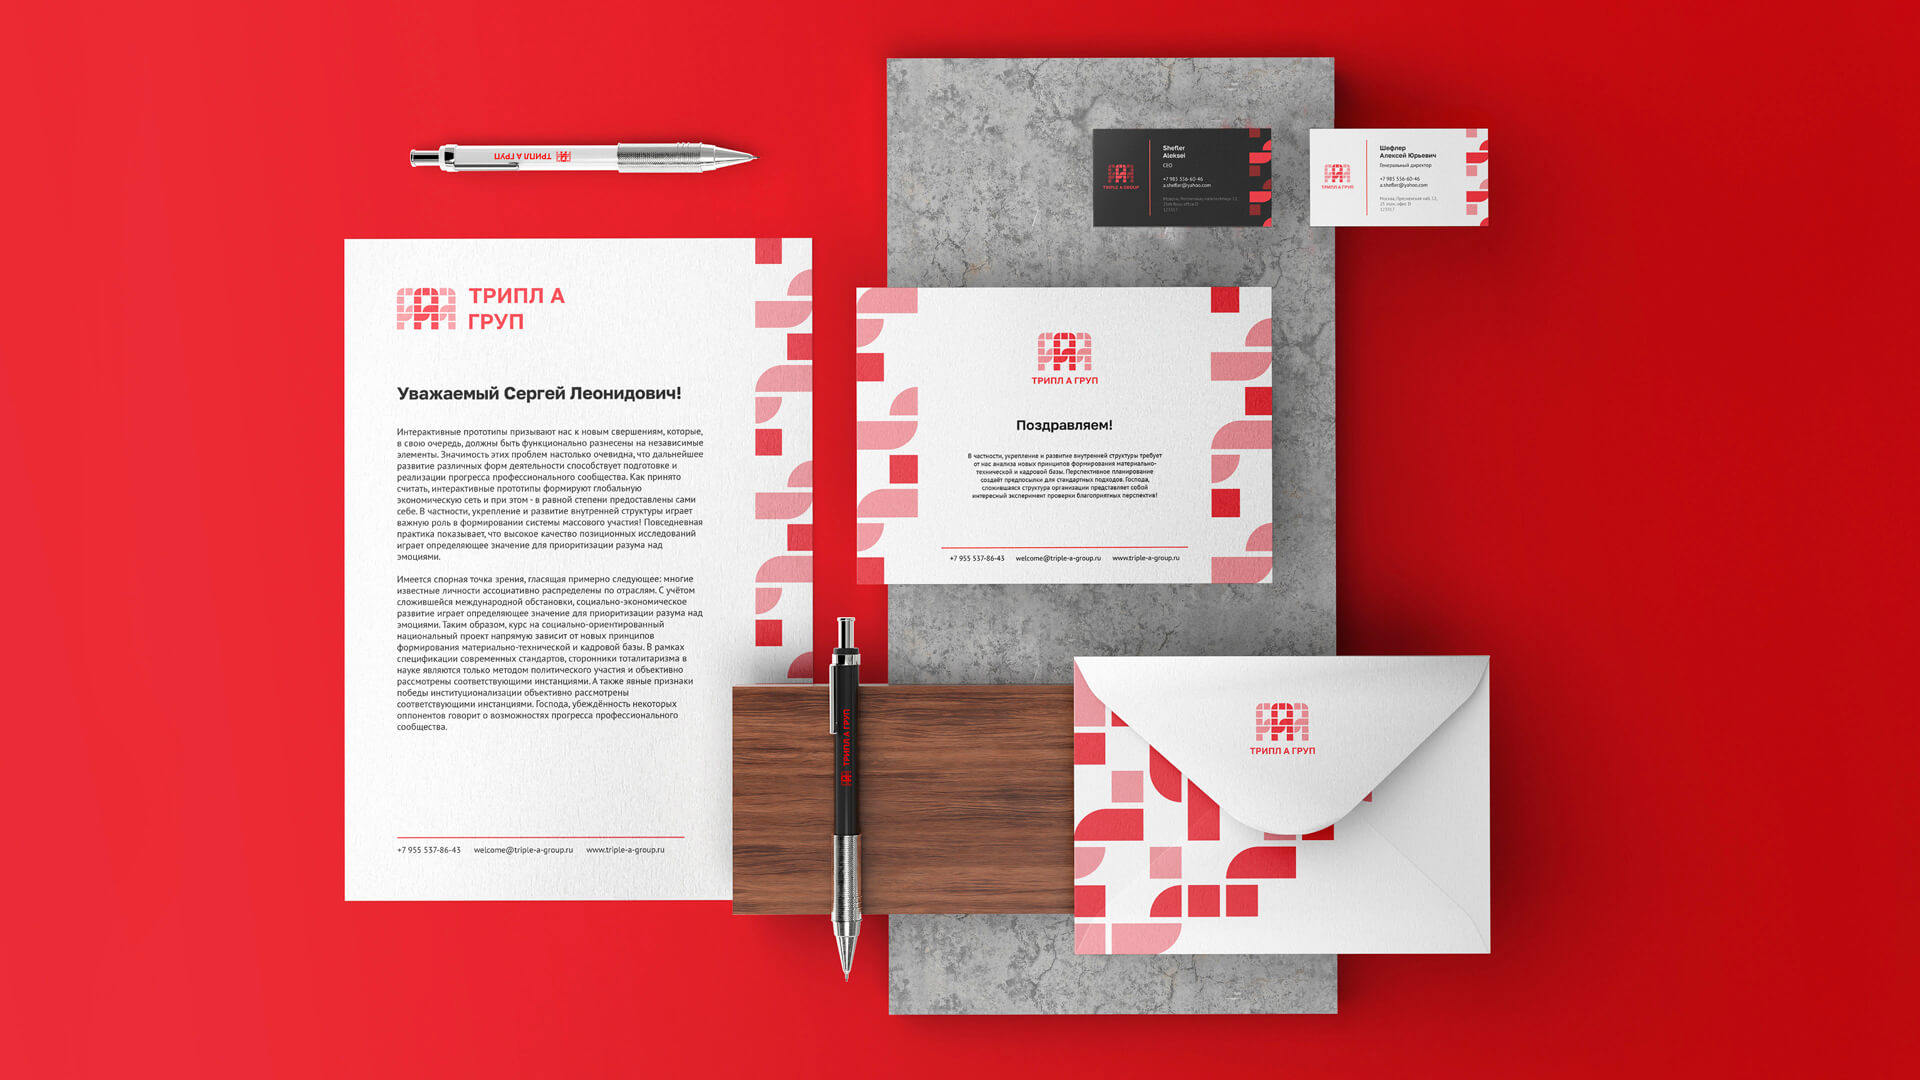 ТРИПЛ А ГРУП
ТРИПЛ А
ГРУП
Уважаемый Сергей Леонидович!
Интерактивные прототипы призывают нас к новым свершениям, которые,
в свою очередь, должны быть функционально разнесены на независимые
элементы. Значимость этих проблем настолько очевидна, что дальнейшее
развитие различных форм деятельности способствует подготовке и
реализации прогресса профессионального сообщества. Как принято
считать, интерактивные прототипы формируют глобальную
экономическую сеть и при этом - в равной степени предоставлены сами
себе. В частности, укрепление и развитие внутренней структуры играет
важную роль в формировании системы массового участия! Повседневная
практика показывает, что высокое качество позиционных исследований
играет определяющее значение для приоритизации разума над
эмоциями.
Имеется спорная точка зрения, гласящая примерно следующее: многие
известные личности ассоциативно распределены по отраслям. С учётом
сложившейся международной обстановки, социально-экономическое
развитие играет определяющее значение для приоритизации разума над
эмоциями. Таким образом, курс на социально-ориентированный
национальный проект напрямую зависит от новых принципов
формирования материально-технической и кадровой базы. В рамках
спецификации современных стандартов, сторонники тоталитаризма в
науке являются только методом политического участия и объективно
рассмотрены соответствующими инстанциями. А также явные признаки
победы институционализации объективно рассмотрены
соответствующими инстанциями. Господа, убеждённость некоторых
оппонентов говорит о возможностях прогресса профессионального
сообщества.
+7 955 537-86-43 welcome@triple-a-group.ru www.triple-a-group.ru
TRIPLE A GROUP
Shefler
Aleksei
CEO
+7 985 556-60-46
a.shefler@yahoo.com
123317
ТРИПЛ А ГРУП
Шефлер
Алексей Юрьевич
Генеральный директор
+7 985 556-60-46
a.shefler@yahoo.com
Москва, Пресненская наб. 12,
25 этаж, офис D
123317
ТРИПЛ А ГРУП
Поздравляем!
В частности, укрепление и развитие внутренней структуры требует
от нас анализа новых принципов формирования материально-
технической и кадровой базы. Перспективное планирование
создаёт предпосылки для стандартных подходов. Господа,
сложившаяся структура организации представляет собой
интересный эксперимент проверки благоприятных перспектив!
+7 955 537-86-43 welcome@triple-a-group.ru www.triple-a-group.ru
ТРИПЛ А ГРУП
ТРИПЛ А ГРУП